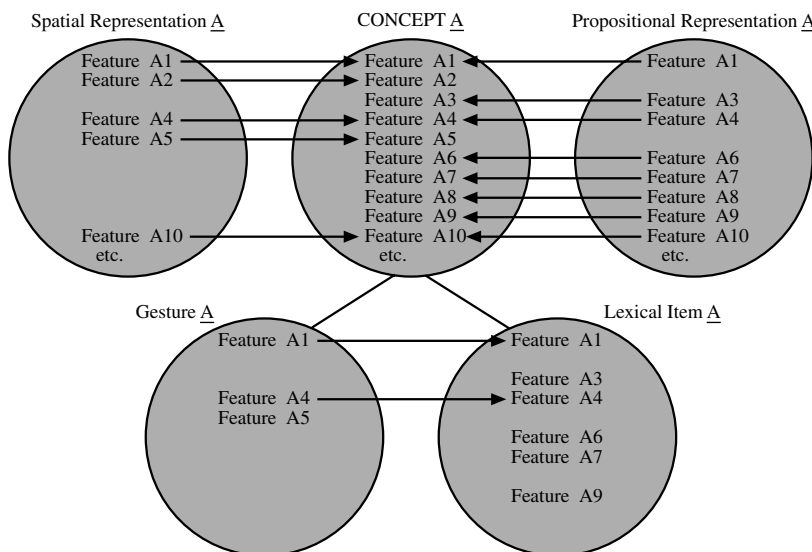 Spatial Representation A
Feature A1
Feature A2
Feature A4
Feature A5
Feature A10
etc.
CONCEPT A
Feature A1
Feature A2
Feature A3
Feature A4
Feature A5
Feature A6
Feature A7
Feature A8
Feature A9
Feature A10
etc.
Propositional Representation A
Feature A1
Feature A3
Feature A4
Feature A6
Feature A7
Feature A8
Feature A9
Feature A10
etc.
Gesture A
Feature A1
Feature A4
Feature A5
Lexical Item A
Feature A1
Feature A3
Feature A4
Feature A6
Feature A7
Feature A9